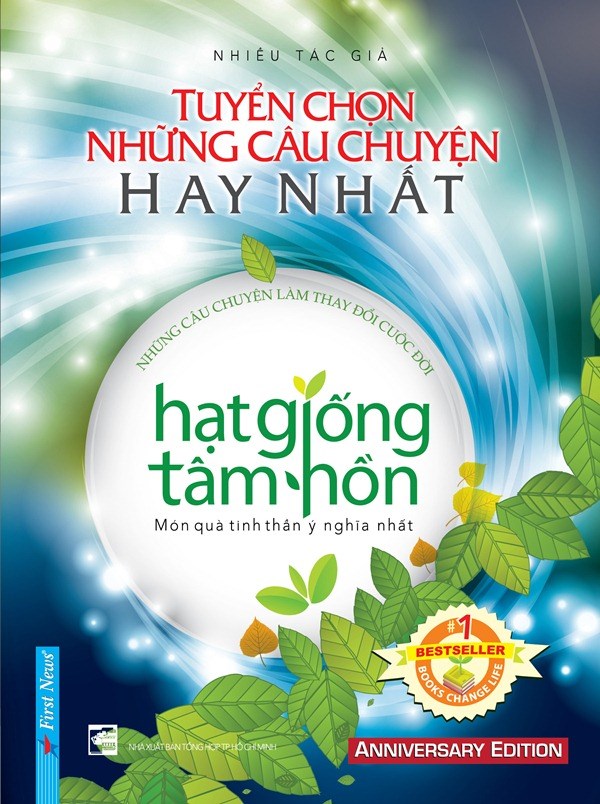 NHIỀU TÁC GIẢ
TUYỂN CHỌN
NHỮNG CÂU CHUYỆN
HAY NHẤT
NHỮNG CÂU CHUYỆN LÀM THAY ĐỔI CUỘC ĐỜI
hạt giống
tâm hồn
Món quà tinh thần ý nghĩa nhất
#1
BESTSELLER
BOOKS CHANGE LIFE
First News
NHÀ XUẤT BẢN TỔNG HỢP TP. HỒ CHÍ MINH
ANNIVERSARY EDITION